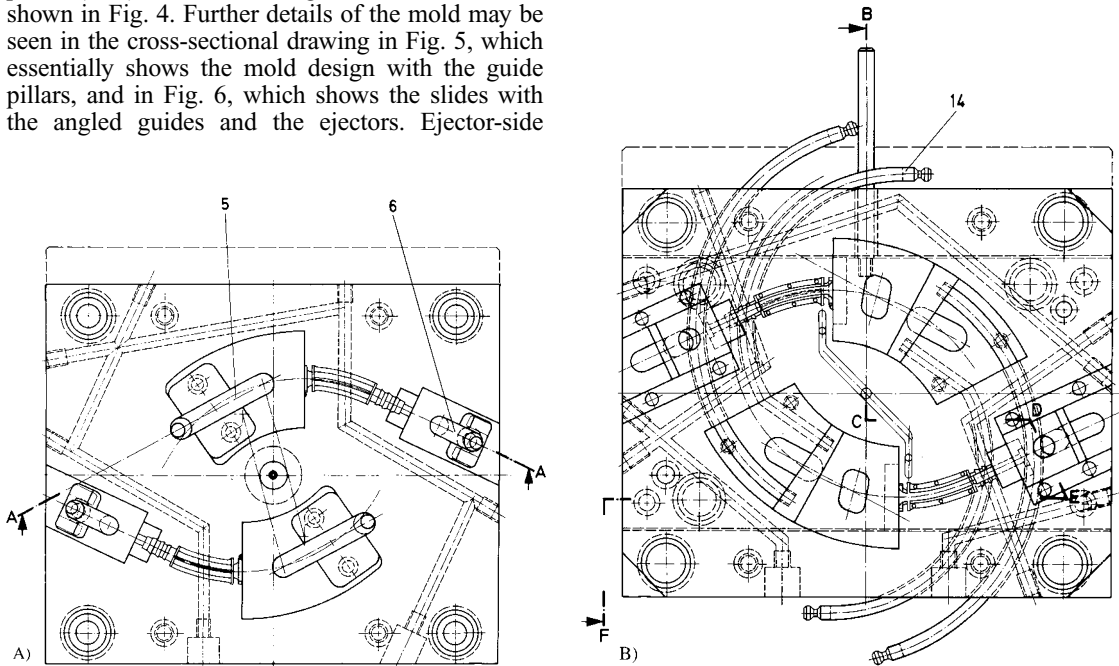 shown in Fig. 4. Further details of the mold may be
seen in the cross-sectional drawing in Fig. 5, which
essentially shows the mold design with the guide
pillars, and in Fig. 6, which shows the slides with
the angled guides and the ejectors. Ejector-side
5
6
A
A
A)
B
14
C
D
E
F
B)